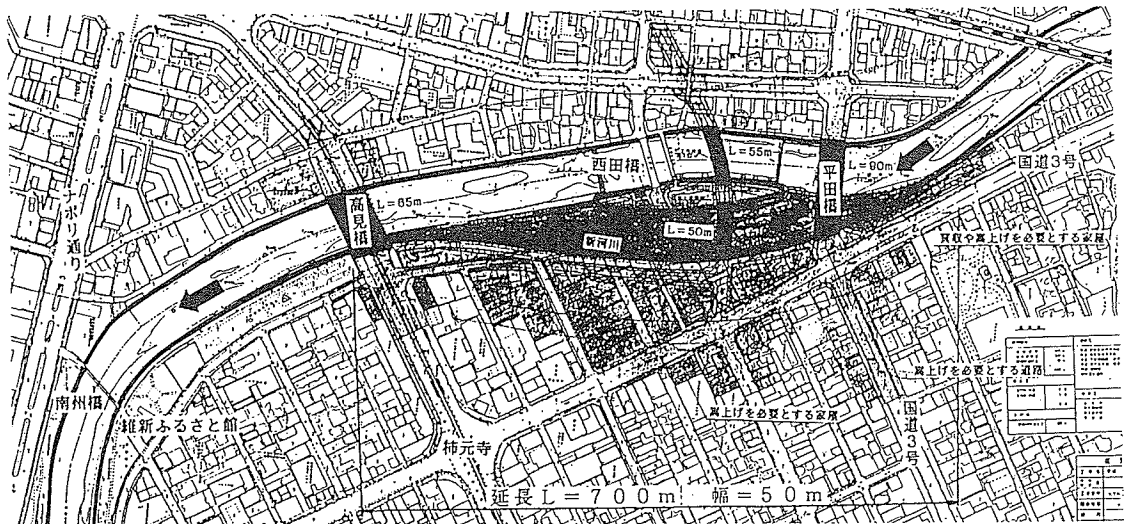 西田橋
L=55m
L=80m
平田橋
国道3号
高見橋
L=65m
L=50m
新河川
買収や嵩上げを必要とする家屋
ナポリ通り
嵩上げを必要とする道路
南州橋
維新ふるさと館
嵩上げを必要とする家屋
国道3号
柿元寺
延長L=700m 幅=50m